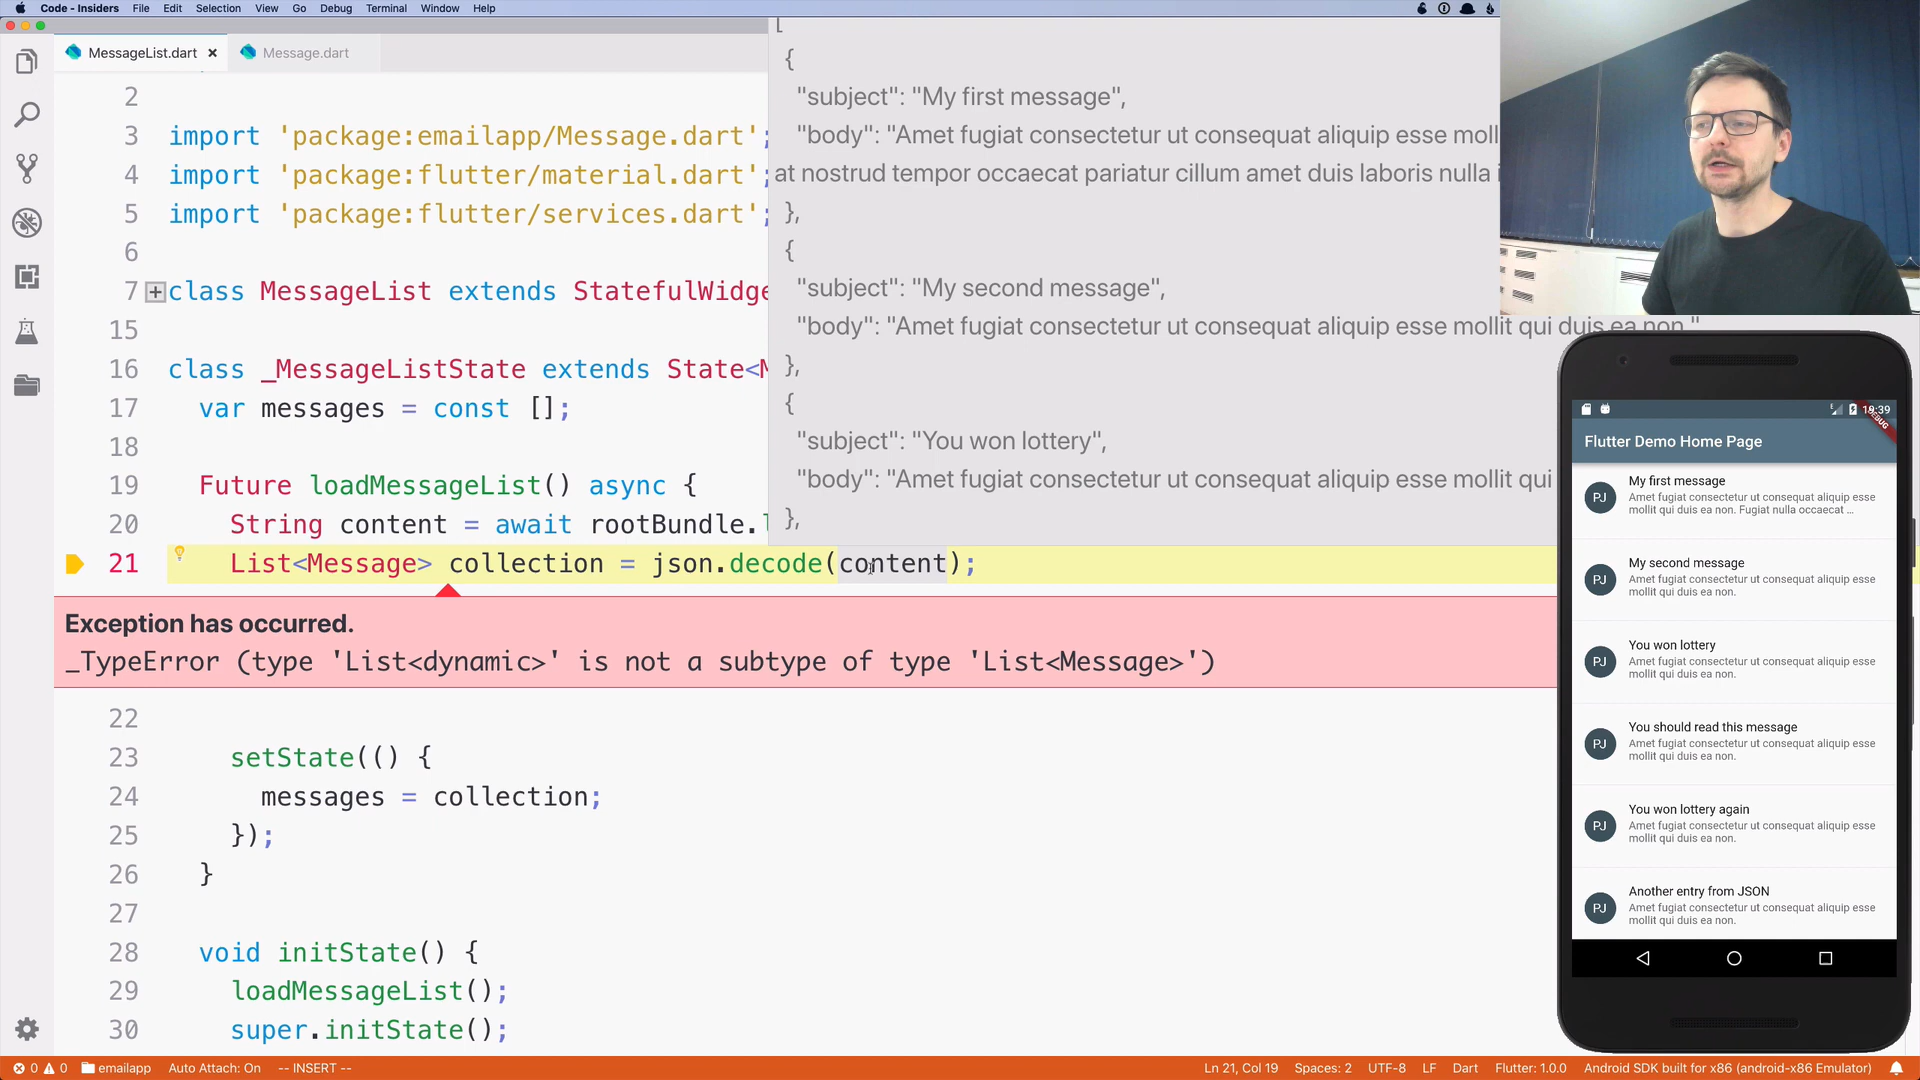 Code - Insiders File Edit Selection View Go Debug Terminal Window Help
MessageList.dart Message.dart
[
{
"subject": "My first message",
"body": "Amet fugiat consectetur ut consequat aliquip esse moll
at nostrud tempor occaecat pariatur cillum amet duis laboris nulla i
},
{
"subject": "My second message",
"body": "Amet fugiat consectetur ut consequat aliquip esse mollit qui duis ea non."
},
{
"subject": "You won lottery",
"body": "Amet fugiat consectetur ut consequat aliquip esse mollit qui
},
2
3 import 'package:emailapp/Message.dart';
4 import 'package:flutter/material.dart';
5 import 'package:flutter/services.dart';
6
7 class MessageList extends StatefulWidge
15
16 class _MessageListState extends State<M
17 var messages = const [];
18
19 Future loadMessageList() async {
20 String content = await rootBundle.l
21 List<Message> collection = json.decode(content);
Exception has occurred.
_TypeError (type 'List<dynamic>' is not a subtype of type 'List<Message>')
22
23 setState(() {
24 messages = collection;
25 });
26 }
27
28 void initState() {
29 loadMessageList();
30 super.initState();
19:39
DEBUG
Flutter Demo Home Page
PJ
My first message
Amet fugiat consectetur ut consequat aliquip esse
mollit qui duis ea non. Fugiat nulla occaecat ...
PJ
My second message
Amet fugiat consectetur ut consequat aliquip esse
mollit qui duis ea non.
PJ
You won lottery
Amet fugiat consectetur ut consequat aliquip esse
mollit qui duis ea non.
PJ
You should read this message
Amet fugiat consectetur ut consequat aliquip esse
mollit qui duis ea non.
PJ
You won lottery again
Amet fugiat consectetur ut consequat aliquip esse
mollit qui duis ea non.
PJ
Another entry from JSON
Amet fugiat consectetur ut consequat aliquip esse
mollit qui duis ea non.
0 0 emailapp Auto Attach: On -- INSERT -- Ln 21, Col 19 Spaces: 2 UTF-8 LF Dart Flutter: 1.0.0 Android SDK built for x86 (android-x86 Emulator)